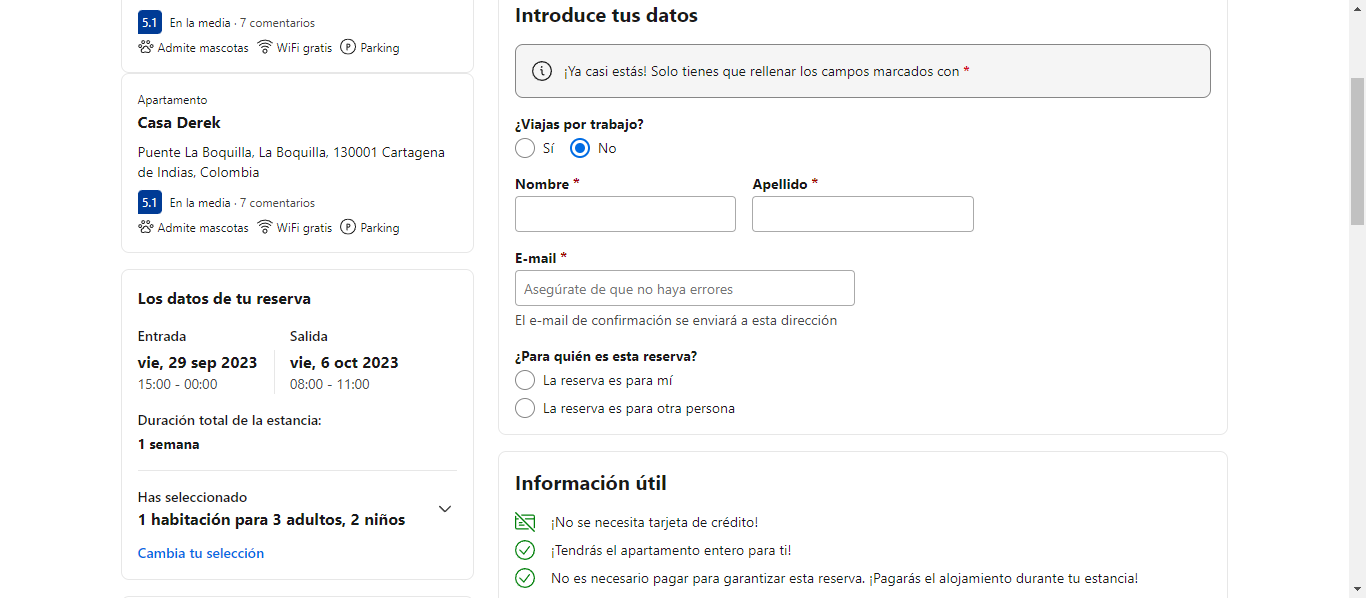 5.1 En la media · 7 comentarios
Admite mascotas WiFi gratis P Parking
Apartamento
Casa Derek
Puente La Boquilla, La Boquilla, 130001 Cartagena
de Indias, Colombia
5.1 En la media · 7 comentarios
Admite mascotas WiFi gratis P Parking
Los datos de tu reserva
Entrada Salida
vie, 29 sep 2023 vie, 6 oct 2023
15:00 - 00:00 08:00 - 11:00
Duración total de la estancia:
1 semana
Has seleccionado
1 habitación para 3 adultos, 2 niños
Cambia tu selección
Introduce tus datos
¡Ya casi estás! Solo tienes que rellenar los campos marcados con *
¿Viajas por trabajo?
Sí No
Nombre * Apellido *
E-mail *
Asegúrate de que no haya errores
El e-mail de confirmación se enviará a esta dirección
¿Para quién es esta reserva?
La reserva es para mí
La reserva es para otra persona
Información útil
¡No se necesita tarjeta de crédito!
¡Tendrás el apartamento entero para ti!
No es necesario pagar para garantizar esta reserva. ¡Pagarás el alojamiento durante tu estancia!